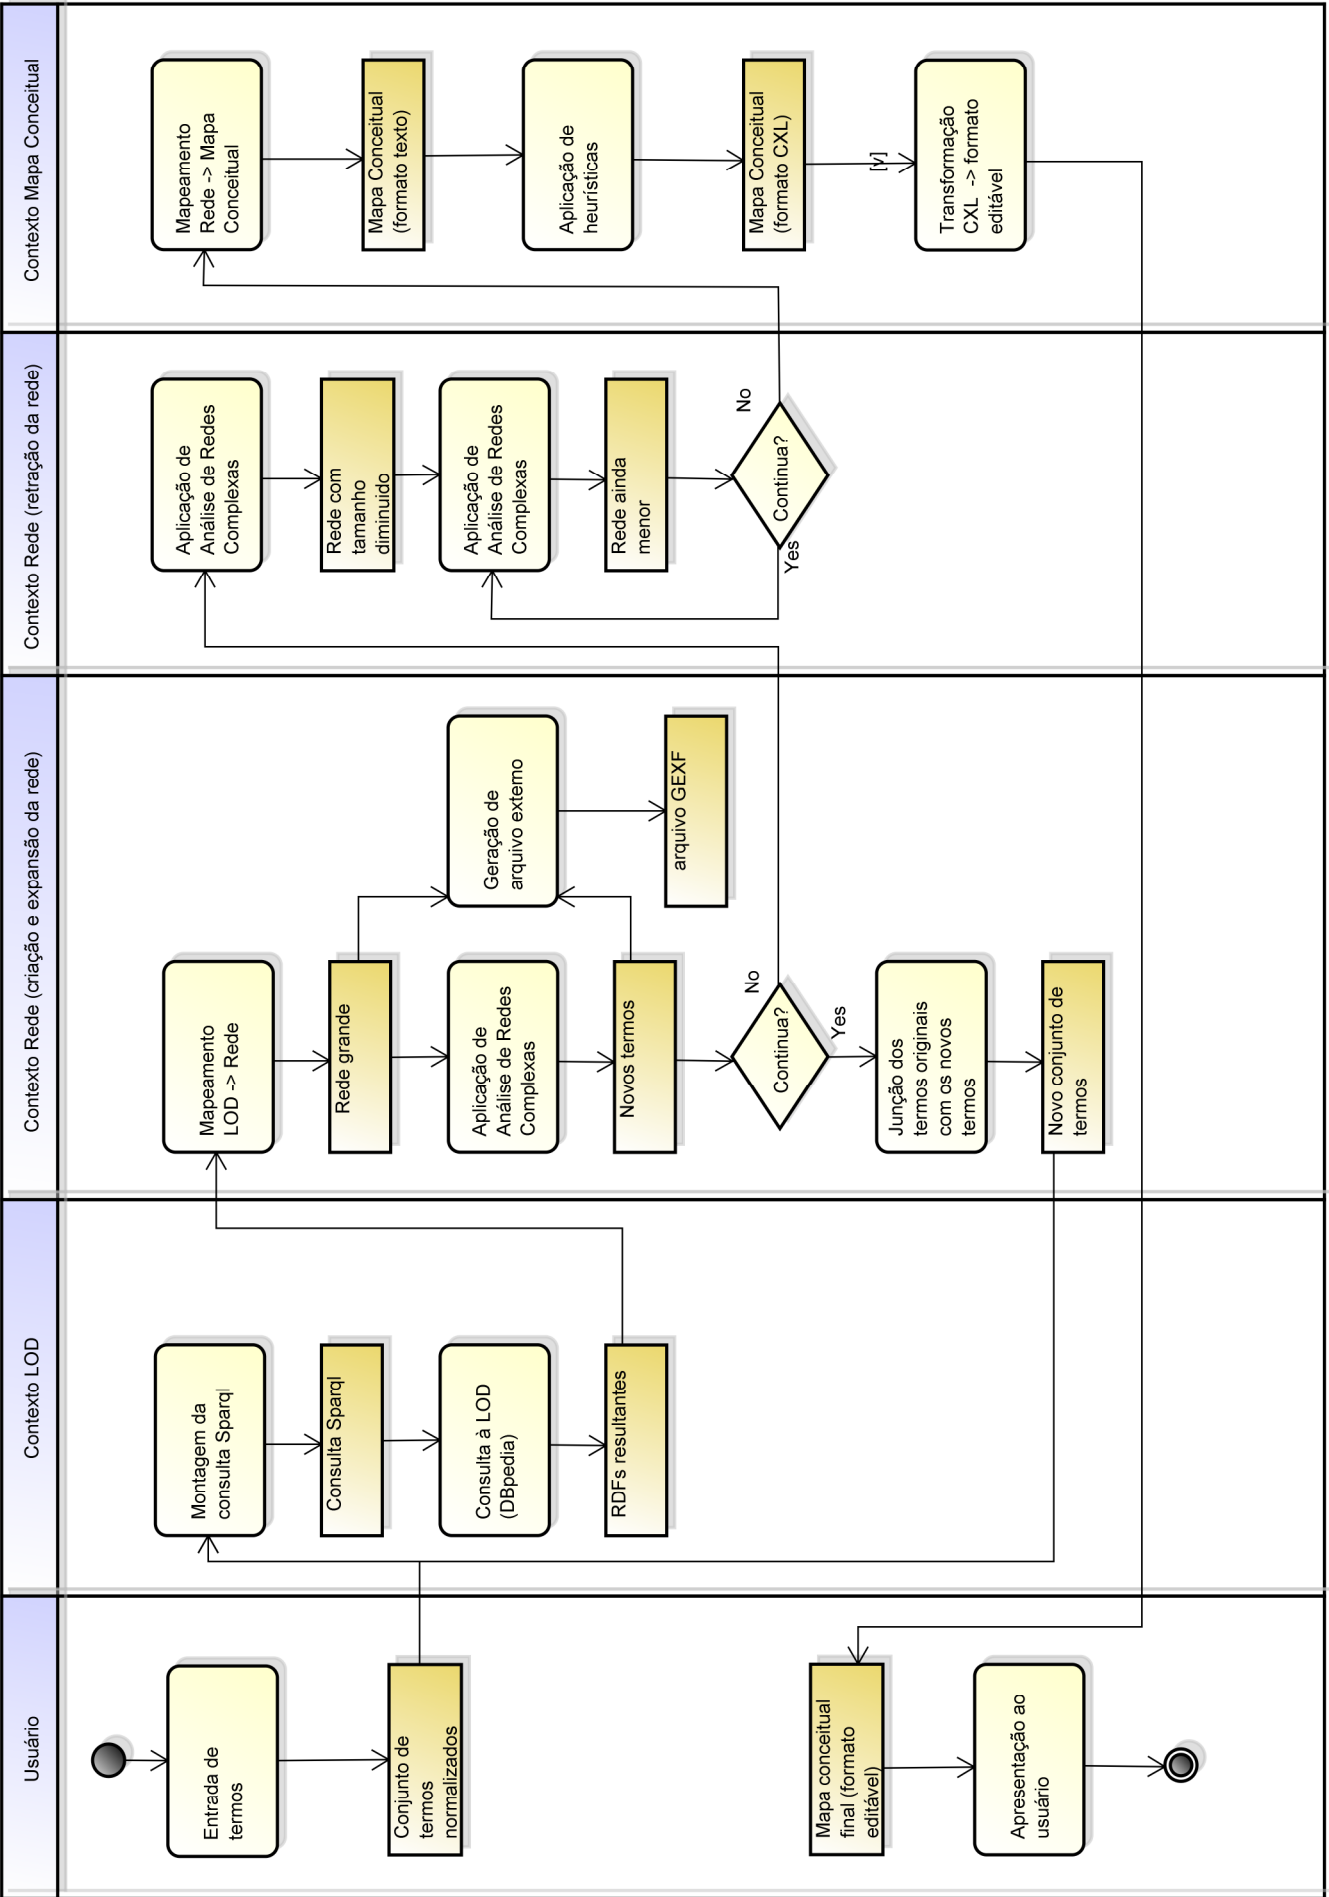 Usuário
Entrada de
termos
Conjunto de
termos
normalizados
Mapa conceitual
final (formato
editável)
Apresentação ao
usuário
Contexto LOD
Montagem da
consulta Sparql
Consulta Sparql
Consulta à LOD
(DBpedia)
RDFs resultantes
Contexto Rede (criação e expansão da rede)
Mapeamento
LOD -> Rede
Rede grande
Aplicação de
Análise de Redes
Complexas
Novos termos
Continua?
No
Yes
Junção dos
termos originais
com os novos
termos
Novo conjunto de
termos
Geração de
arquivo externo
arquivo GEXF
Contexto Rede (retração da rede)
Aplicação de
Análise de Redes
Complexas
Rede com
tamanho
diminuido
Aplicação de
Análise de Redes
Complexas
Rede ainda
menor
Continua?
No
Yes
Contexto Mapa Conceitual
Mapeamento
Rede -> Mapa
Conceitual
Mapa Conceitual
(formato texto)
Aplicação de
heurísticas
Mapa Conceitual
(formato CXL)
[v]
Transformação
CXL -> formato
editável